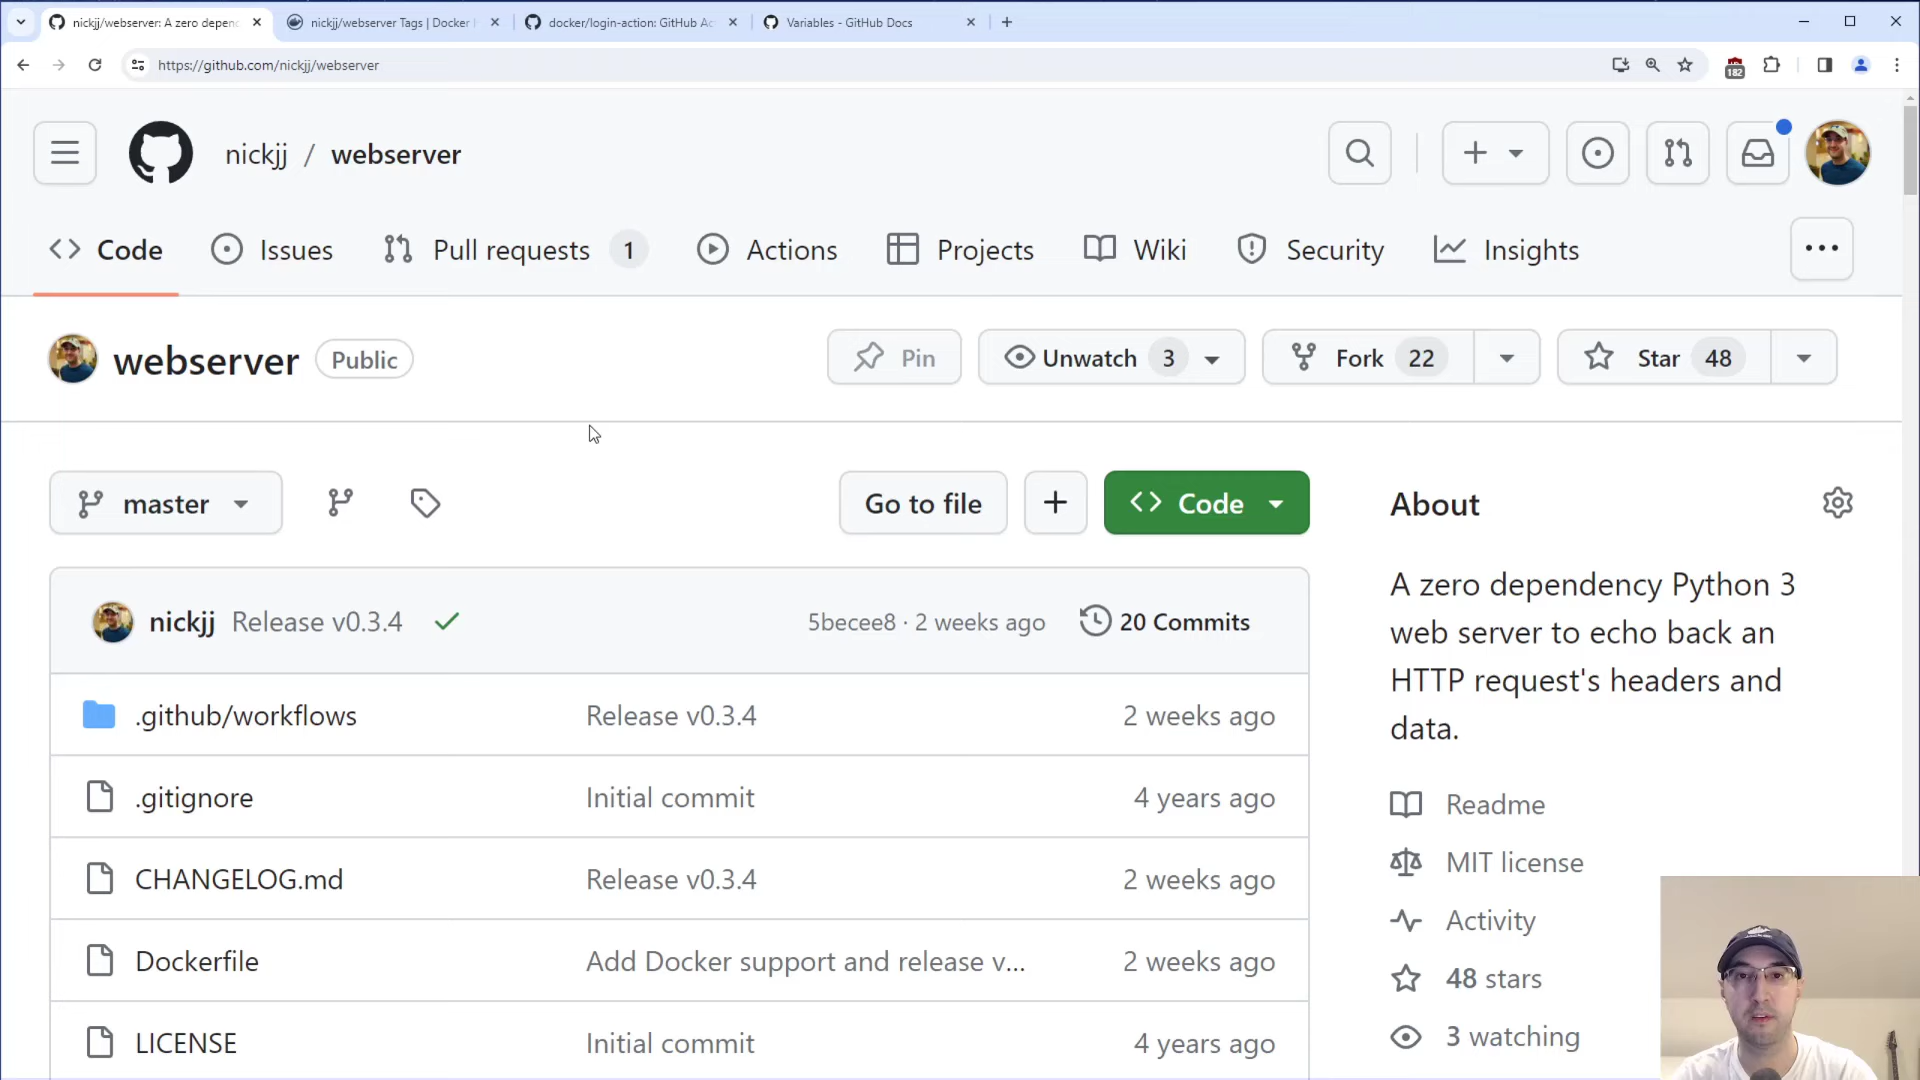 nickjj/webserver: A zero depend
nickjj/webserver Tags | Docker
docker/login-action: GitHub Ac
Variables - GitHub Docs
https://github.com/nickjj/webserver
182
nickjj / webserver
Code
Issues
Pull requests 1
Actions
Projects
Wiki
Security
Insights
webserver Public
Pin
Unwatch 3
Fork 22
Star 48
master
Go to file
Code
About
A zero dependency Python 3
web server to echo back an
HTTP request's headers and
data.
nickjj Release v0.3.4
5becee8 · 2 weeks ago
20 Commits
.github/workflows Release v0.3.4 2 weeks ago
.gitignore Initial commit 4 years ago
CHANGELOG.md Release v0.3.4 2 weeks ago
Dockerfile Add Docker support and release v... 2 weeks ago
LICENSE Initial commit 4 years ago
Readme
MIT license
Activity
48 stars
3 watching